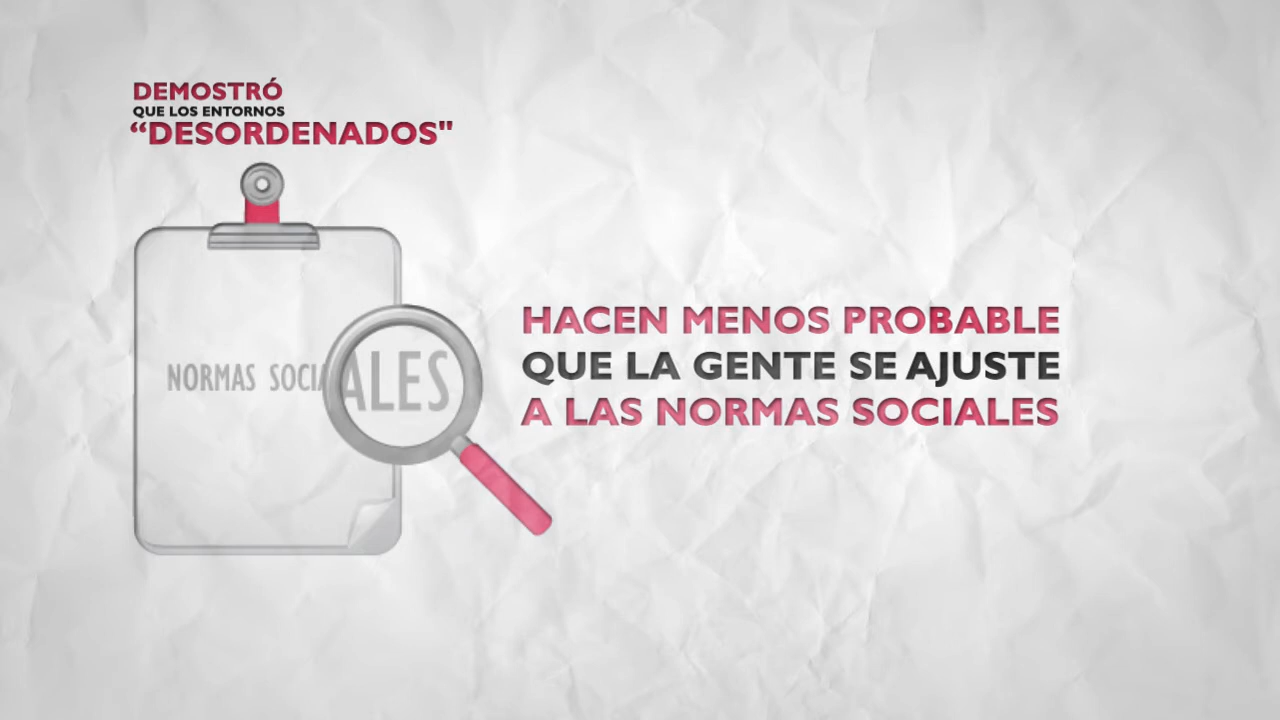 DEMOSTRÓ
QUE LOS ENTORNOS
“DESORDENADOS"
NORMAS SOCIALES
HACEN MENOS PROBABLE
QUE LA GENTE SE AJUSTE
A LAS NORMAS SOCIALES